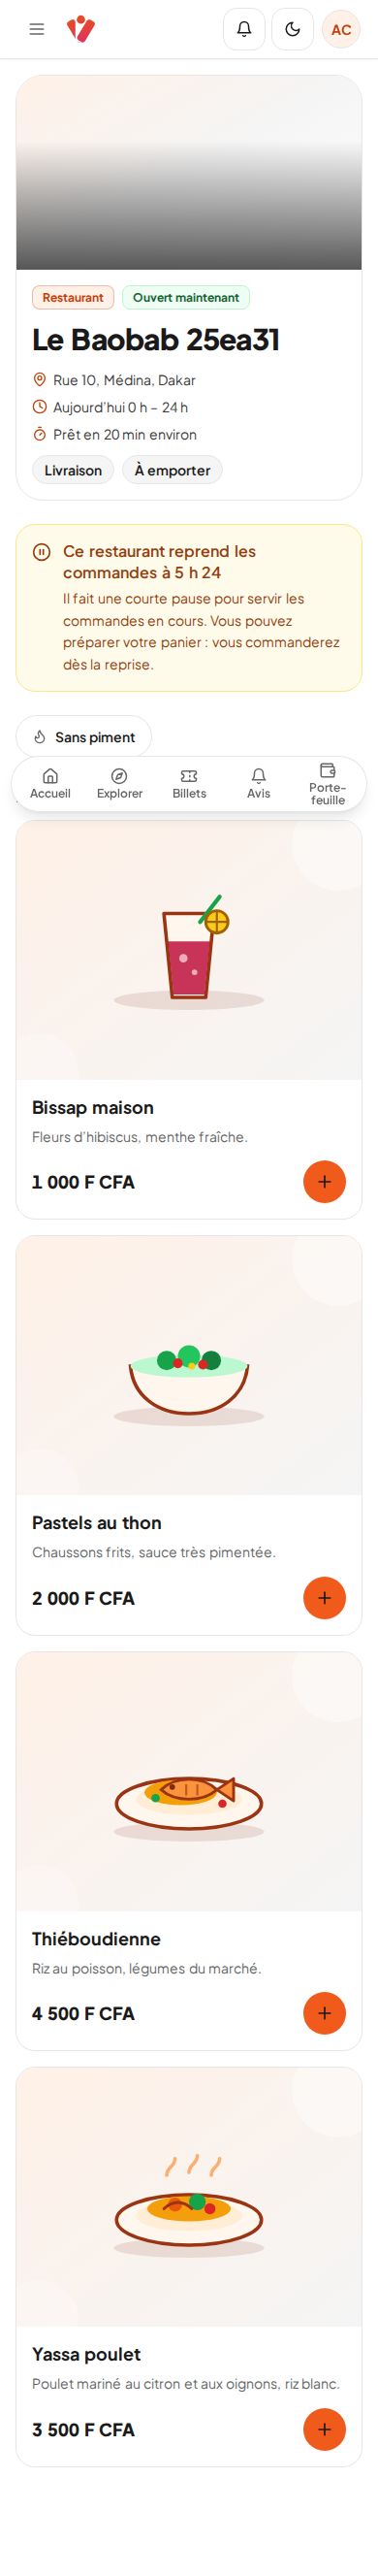 AC
Restaurant
Ouvert maintenant
Le Baobab 25ea31
Rue 10, Médina, Dakar
Aujourd'hui 0 h – 24 h
Prêt en 20 min environ
Livraison
À emporter
Ce restaurant reprend les
commandes à 5 h 24
Il fait une courte pause pour servir les
commandes en cours. Vous pouvez
préparer votre panier : vous commanderez
dès la reprise.
Sans piment
Accueil
Explorer
Billets
Avis
Porte-
feuille
Bissap maison
Fleurs d'hibiscus, menthe fraîche.
1 000 F CFA
Pastels au thon
Chaussons frits, sauce très pimentée.
2 000 F CFA
Thiéboudienne
Riz au poisson, légumes du marché.
4 500 F CFA
Yassa poulet
Poulet mariné au citron et aux oignons, riz blanc.
3 500 F CFA